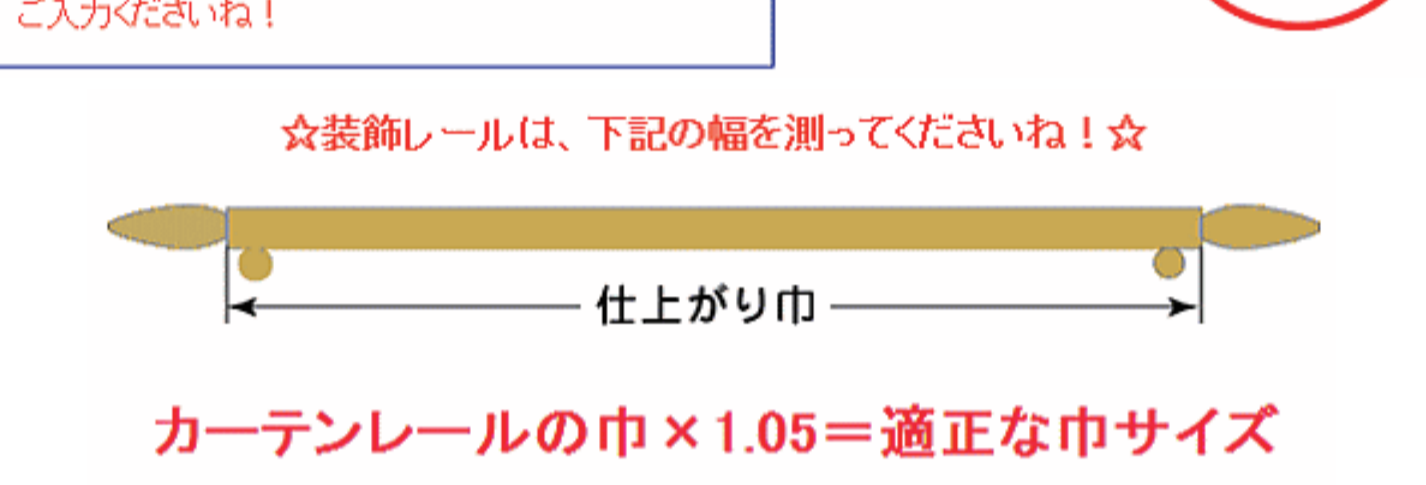 ご入力くださいね！
☆装飾レールは、下記の幅を測ってくださいね！☆
仕上がり巾
カーテンレールの巾×1.05＝適正な巾サイズ